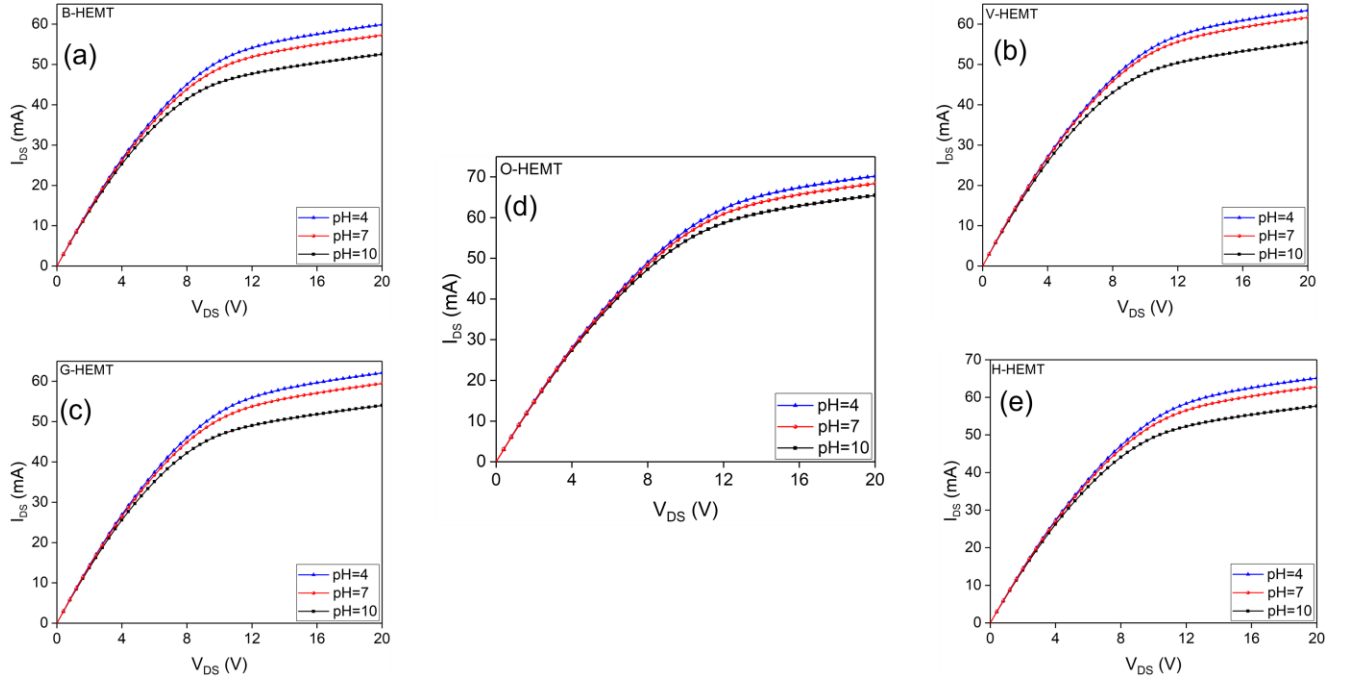 B-HEMT
(a)
60
50
40
30
20
10
0
I_DS (mA)
pH=4
pH=7
pH=10
0 4 8 12 16 20
V_DS (V)
V-HEMT
(b)
60
50
40
30
20
10
0
I_DS (mA)
pH=4
pH=7
pH=10
0 4 8 12 16 20
V_DS (V)
G-HEMT
(c)
60
50
40
30
20
10
0
I_DS (mA)
pH=4
pH=7
pH=10
0 4 8 12 16 20
V_DS (V)
O-HEMT
(d)
70
60
50
40
30
20
10
0
I_DS (mA)
pH=4
pH=7
pH=10
0 4 8 12 16 20
V_DS (V)
H-HEMT
(e)
70
60
50
40
30
20
10
0
I_DS (mA)
pH=4
pH=7
pH=10
0 4 8 12 16 20
V_DS (V)